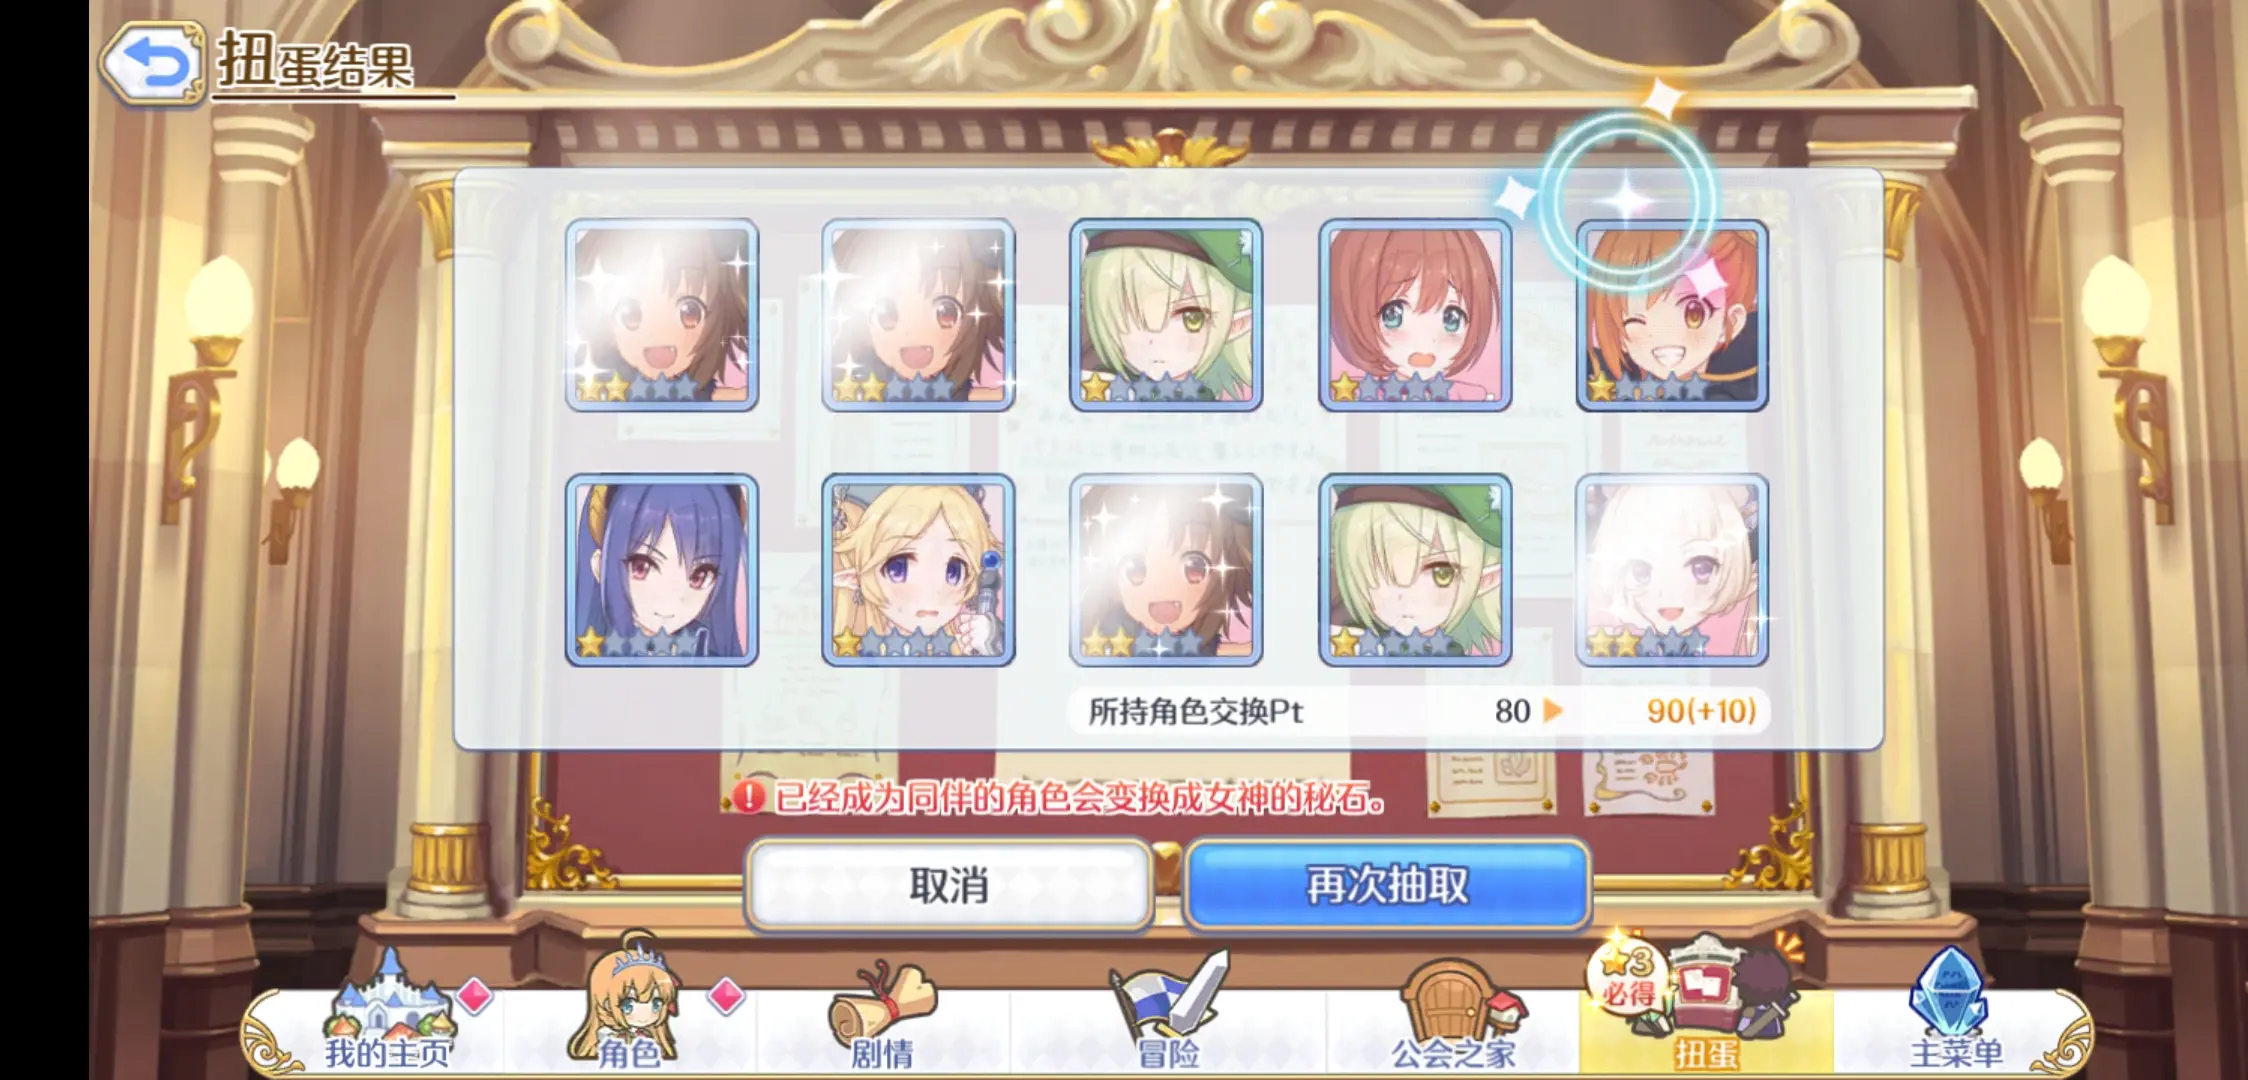 扭蛋结果
所持角色交换Pt 80 90(+10)
已经成为同伴的角色会变换成女神的秘石。
取消
再次抽取
3
必得
我的主页
角色
剧情
冒险
公会之家
扭蛋
主菜单